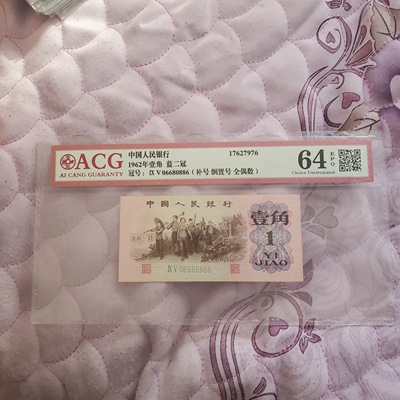 ACG
AI CANG GUARANTY
中国人民银行
1962年壹角 蓝二冠
冠号：IX V 06680886（补号 倒置号 全偶数）
17627976
64 EPQ
Choice Uncirculated
中國人民银行
壹角
1
YI
JIAO
IX V 06680886